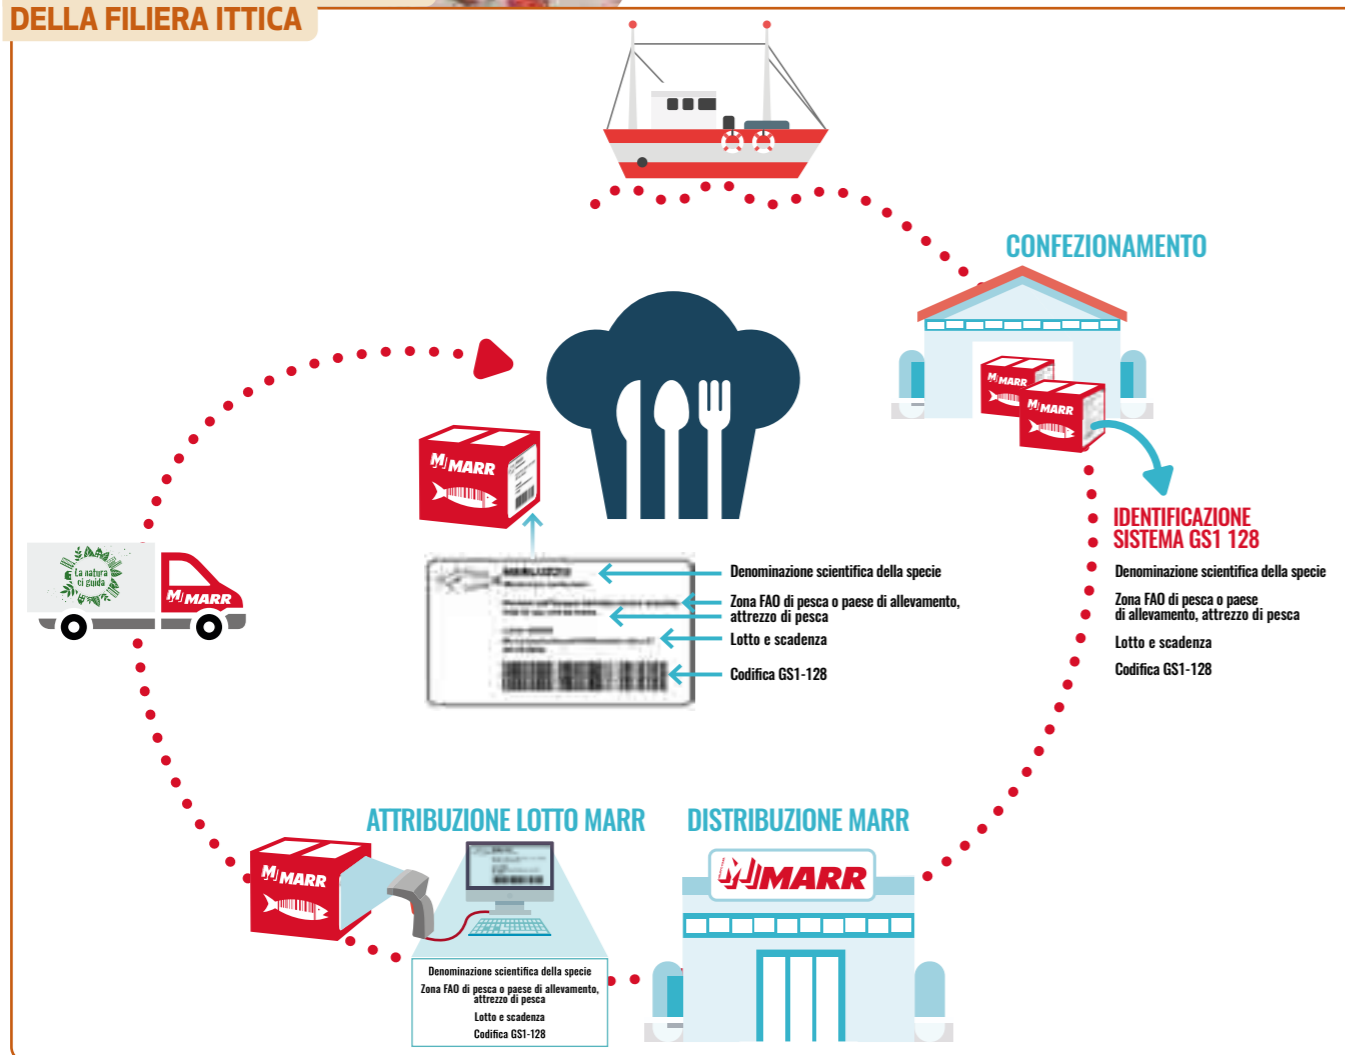 DELLA FILIERA ITTICA
CONFEZIONAMENTO
MARR
MARR
IDENTIFICAZIONE
SISTEMA GS1 128
Denominazione scientifica della specie
Zona FAO di pesca o paese
di allevamento, attrezzo di pesca
Lotto e scadenza
Codifica GS1-128
MARR
MERLUZZO
Denominazione scientifica della specie
Zona FAO di pesca o paese di allevamento,
attrezzo di pesca
Lotto e scadenza
Codifica GS1-128
La natura
ci guida
MARR
ATTRIBUZIONE LOTTO MARR
DISTRIBUZIONE MARR
MARR
MARR
Denominazione scientifica della specie
Zona FAO di pesca o paese di allevamento,
attrezzo di pesca
Lotto e scadenza
Codifica GS1-128